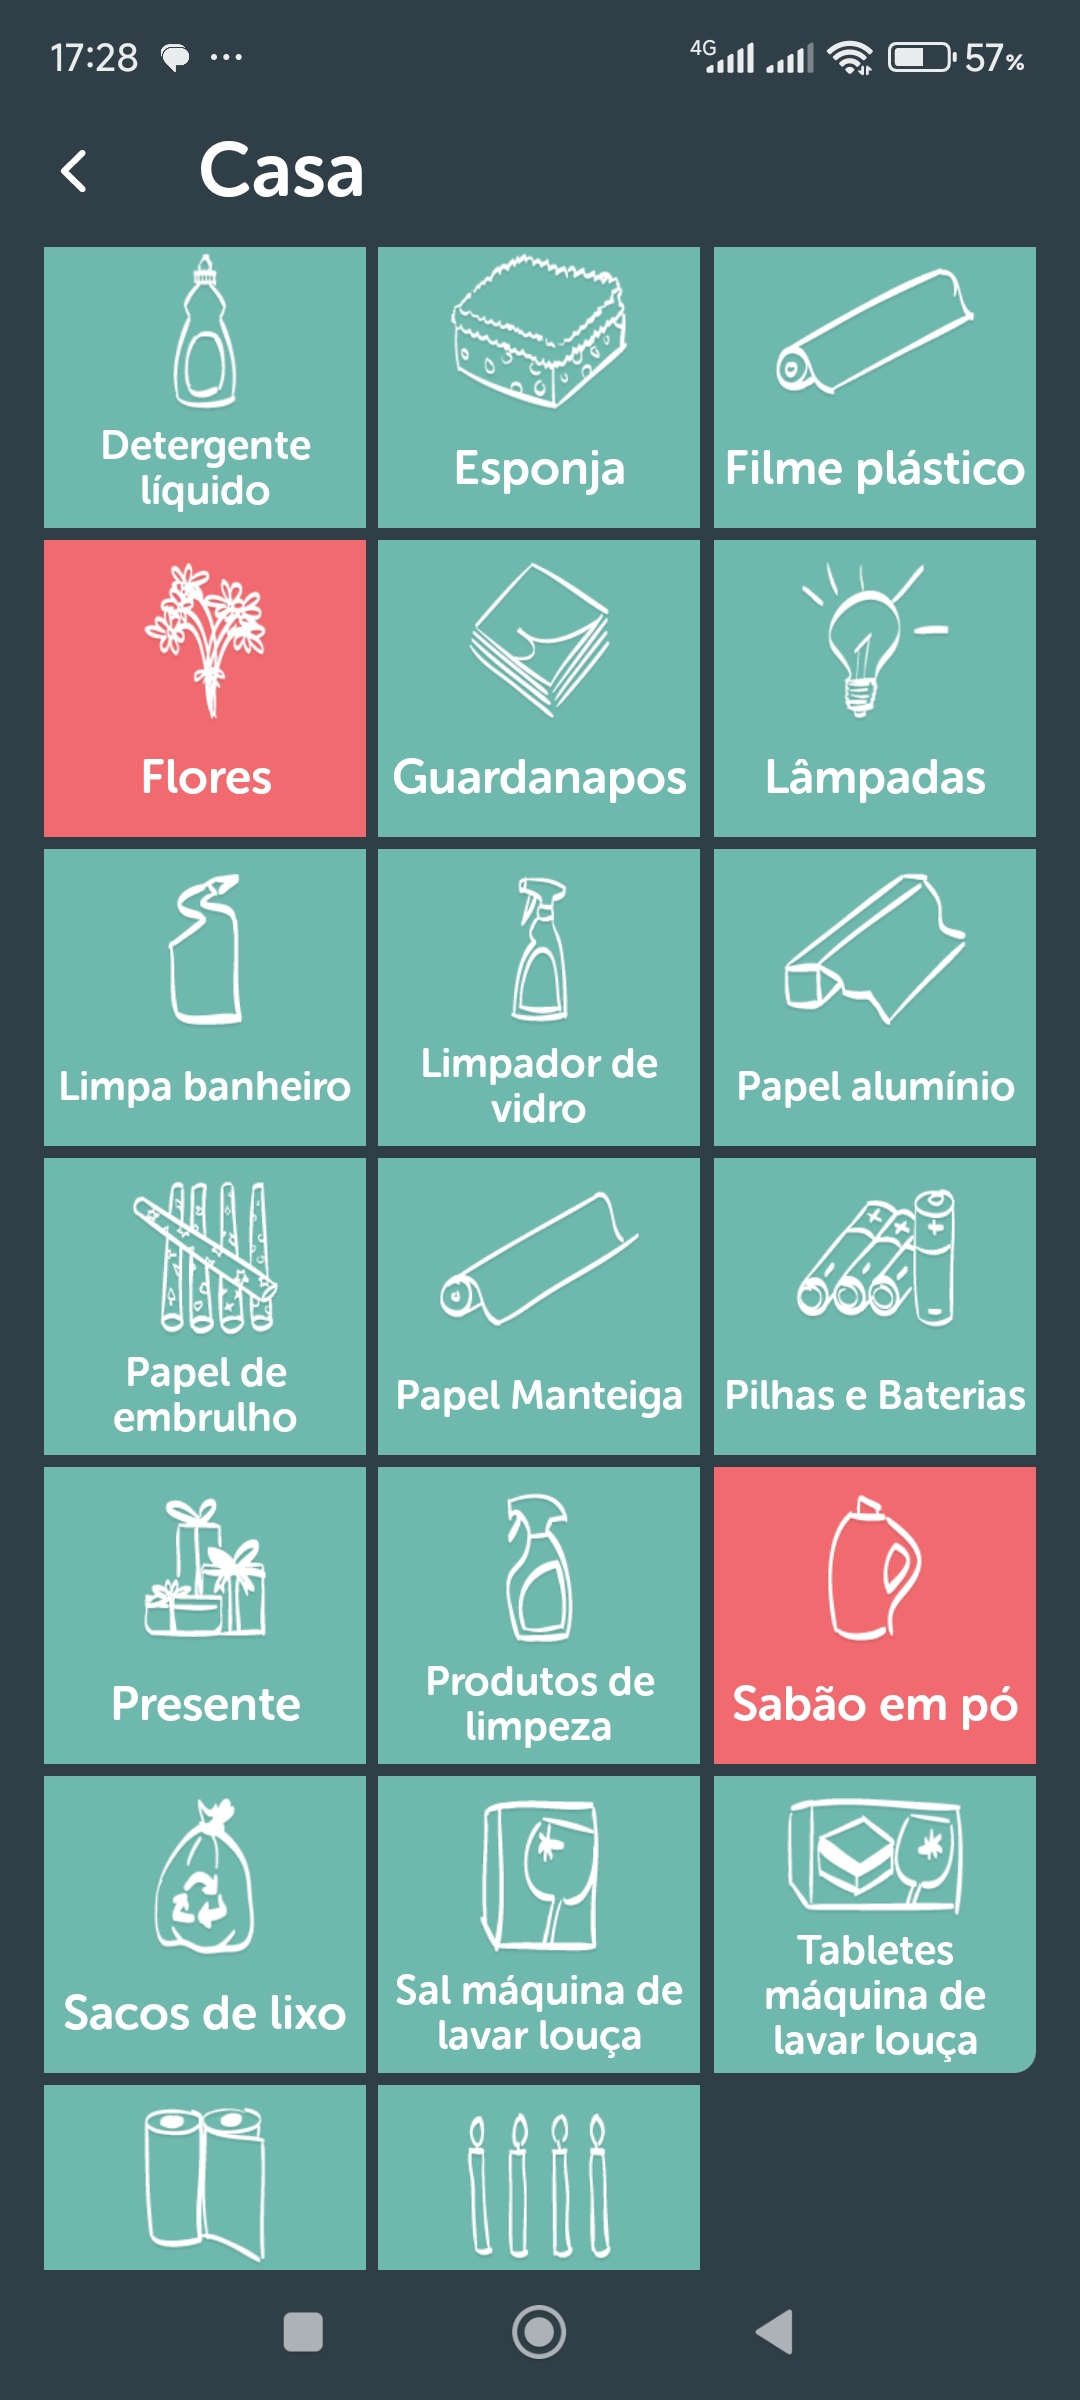 17:28 4G 57%
Casa
Detergente
líquido
Esponja
Filme plástico
Flores
Guardanapos
Lâmpadas
Limpa banheiro
Limpador de
vidro
Papel alumínio
Papel de
embrulho
Papel Manteiga
Pilhas e Baterias
Presente
Produtos de
limpeza
Sabão em pó
Sacos de lixo
Sal máquina de
lavar louça
Tabletes
máquina de
lavar louça